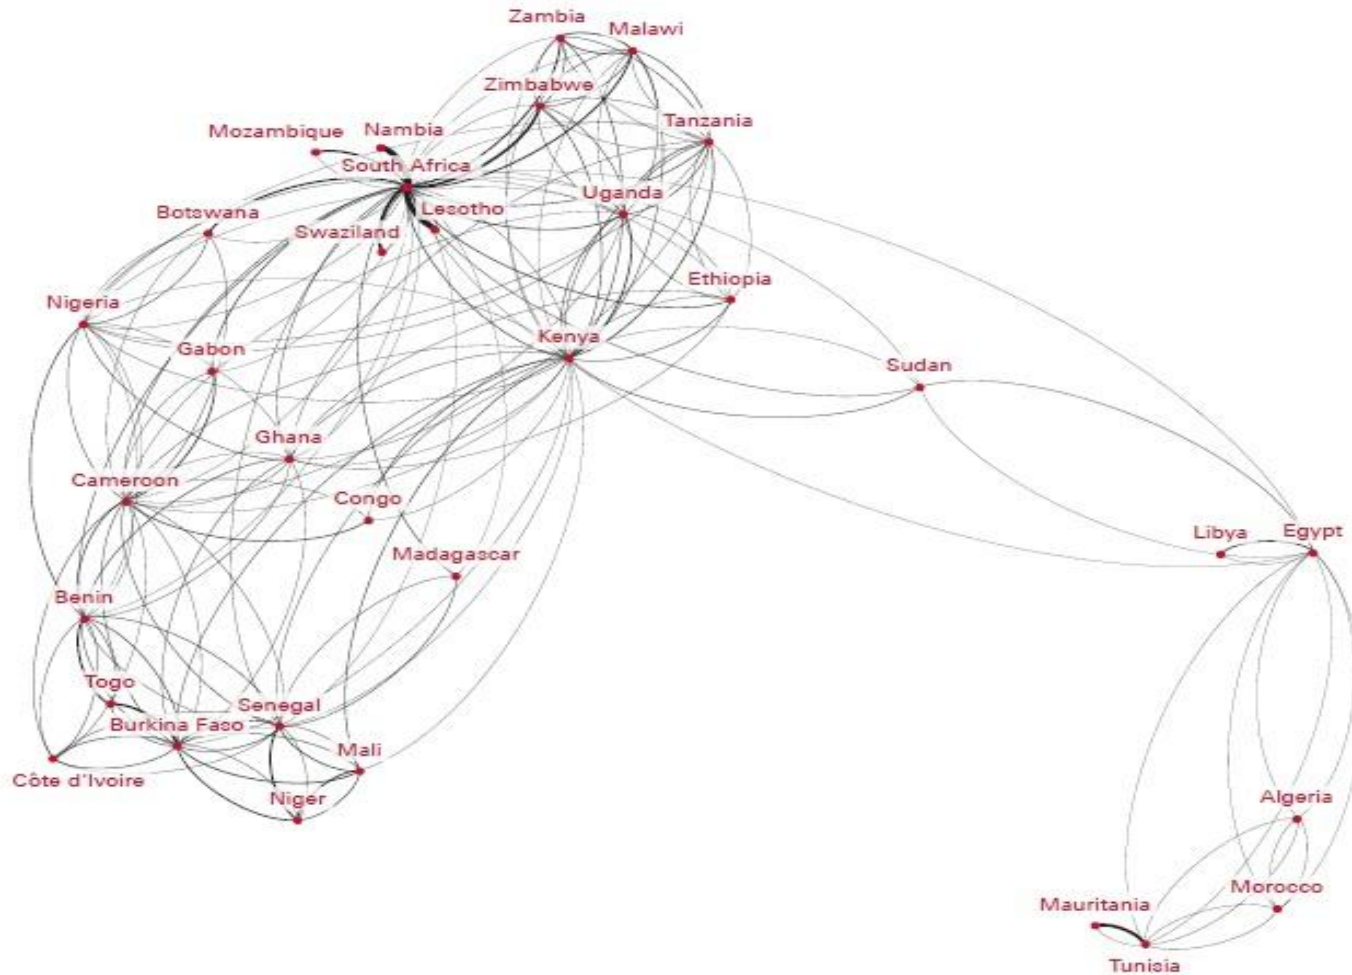 Zambia
Malawi
Zimbabwe
Tanzania
Mozambique
Nambia
South Africa
Uganda
Botswana
Lesotho
Swaziland
Ethiopia
Nigeria
Kenya
Gabon
Sudan
Ghana
Cameroon
Congo
Libya
Egypt
Madagascar
Benin
Togo
Senegal
Burkina Faso
Mali
Côte d'Ivoire
Niger
Algeria
Morocco
Mauritania
Tunisia